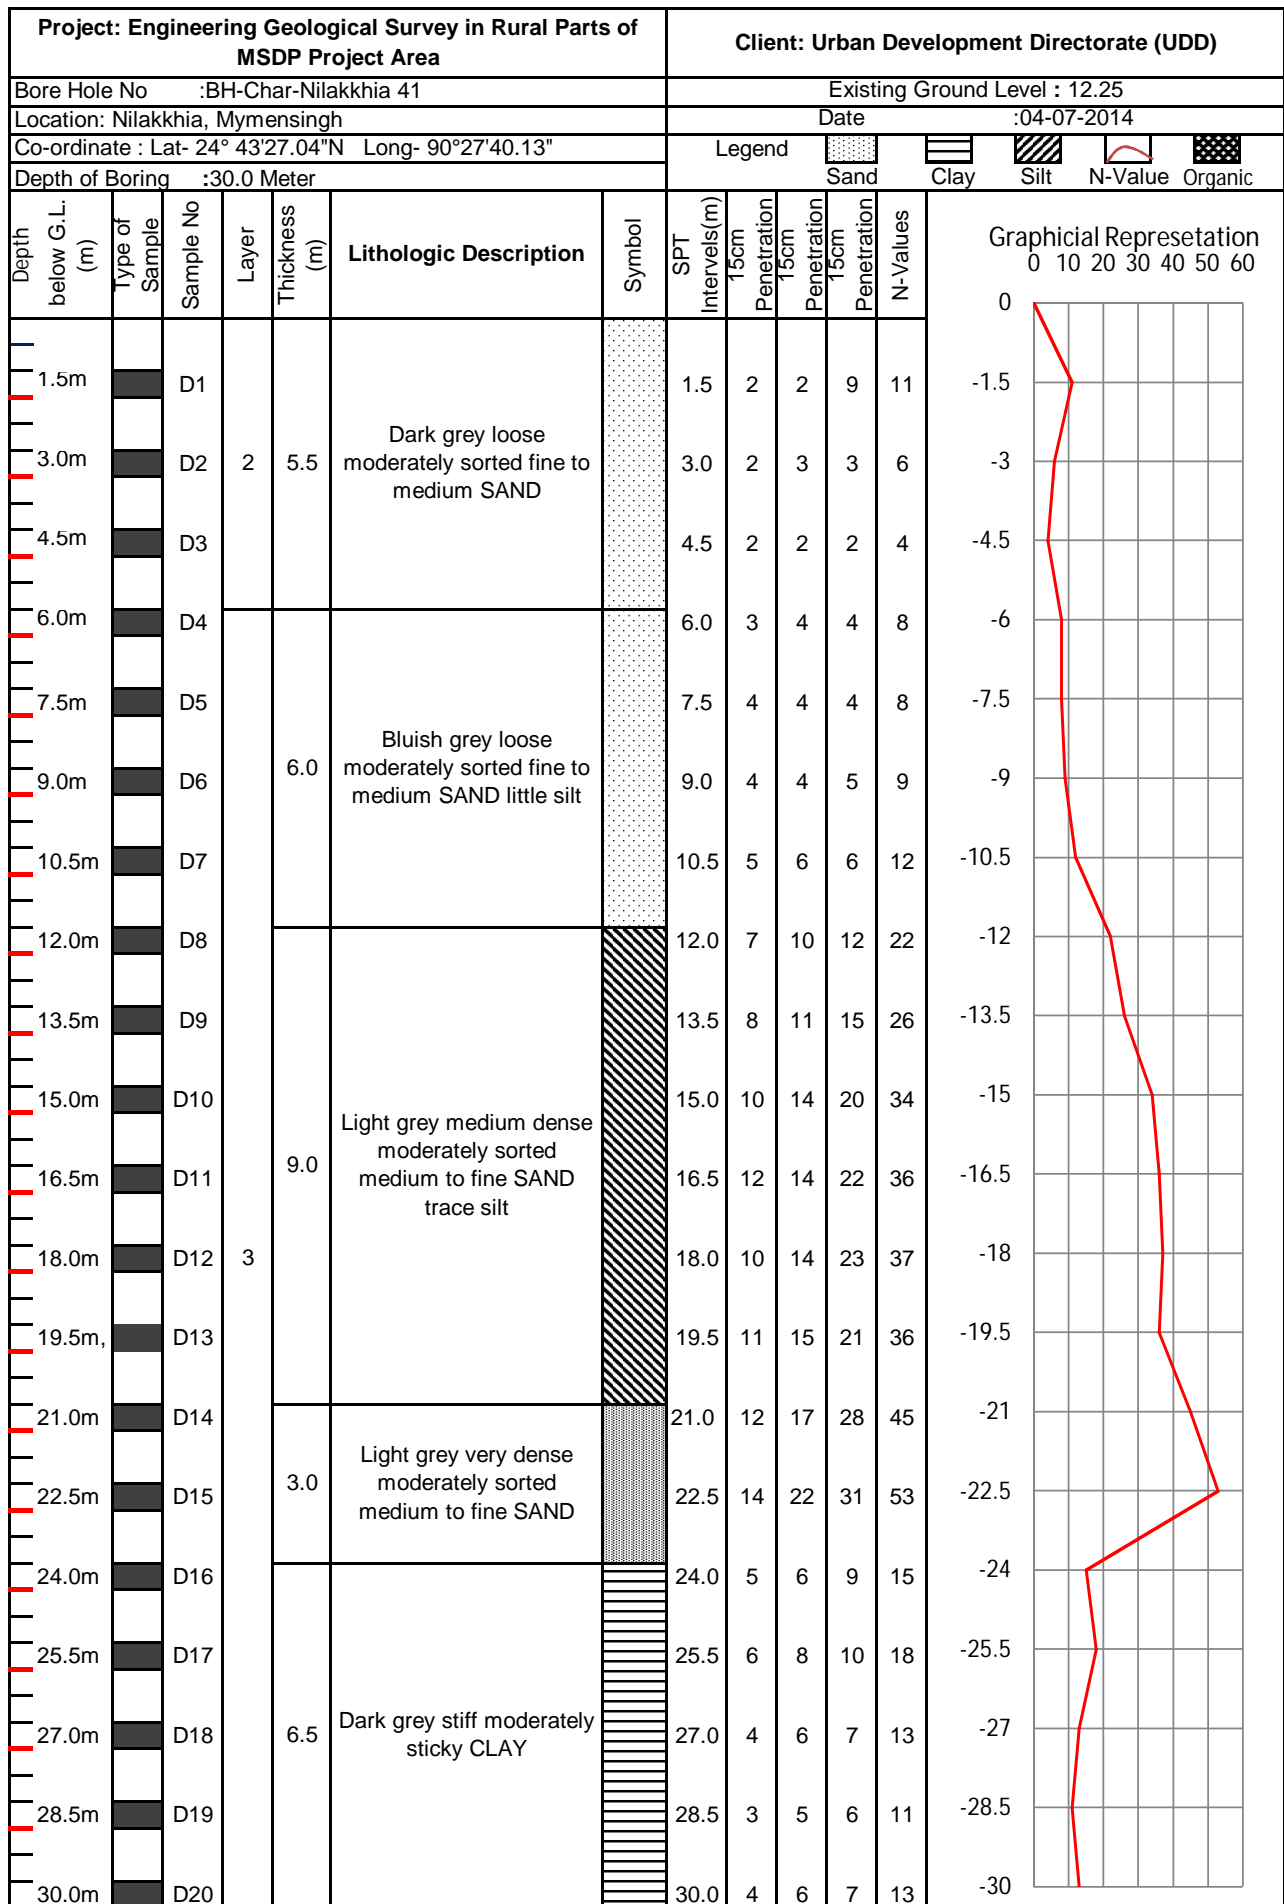 Project: Engineering Geological Survey in Rural Parts of
MSDP Project Area
Client: Urban Development Directorate (UDD)
Bore Hole No :BH-Char-Nilakkhia 41
Existing Ground Level : 12.25
Location: Nilakkhia, Mymensingh
Date :04-07-2014
Co-ordinate : Lat- 24° 43'27.04"N Long- 90°27'40.13"
Legend
Sand Clay Silt N-Value Organic
Depth of Boring :30.0 Meter
Depth
below G.L.
(m)
Type of
Sample
Sample No
Layer
Thickness
(m)
Lithologic Description
Symbol
SPT
Intervels(m)
15cm
Penetration
15cm
Penetration
15cm
Penetration
N-Values
Graphicial Represetation
0 10 20 30 40 50 60
0
1.5m D1 1.5 2 2 9 11 -1.5
Dark grey loose
3.0m D2 2 5.5 moderately sorted fine to 3.0 2 3 3 6 -3
medium SAND
4.5m D3 4.5 2 2 2 4 -4.5
6.0m D4 6.0 3 4 4 8 -6
7.5m D5 7.5 4 4 4 8 -7.5
Bluish grey loose
6.0 moderately sorted fine to
9.0m D6 medium SAND little silt 9.0 4 4 5 9 -9
10.5m D7 10.5 5 6 6 12 -10.5
12.0m D8 12.0 7 10 12 22 -12
13.5m D9 13.5 8 11 15 26 -13.5
15.0m D10 15.0 10 14 20 34 -15
Light grey medium dense
moderately sorted
9.0
16.5m D11 medium to fine SAND 16.5 12 14 22 36 -16.5
trace silt
18.0m D12 3 18.0 10 14 23 37 -18
19.5m, D13 19.5 11 15 21 36 -19.5
21.0m D14 21.0 12 17 28 45 -21
Light grey very dense
3.0 moderately sorted
22.5m D15 medium to fine SAND 22.5 14 22 31 53 -22.5
24.0m D16 24.0 5 6 9 15 -24
25.5m D17 25.5 6 8 10 18 -25.5
Dark grey stiff moderately
27.0m D18 6.5 sticky CLAY 27.0 4 6 7 13 -27
28.5m D19 28.5 3 5 6 11 -28.5
30.0m D20 30.0 4 6 7 13 -30